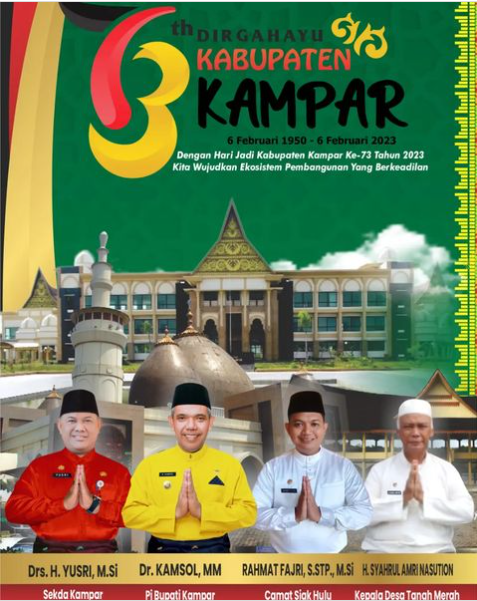 73
th DIRGAHAYU
KABUPATEN
KAMPAR
6 Februari 1950 - 6 Februari 2023
Dengan Hari Jadi Kabupaten Kampar Ke-73 Tahun 2023
Kita Wujudkan Ekosistem Pembangunan Yang Berkeadilan
Drs. H. YUSRI, M.Si
Dr. KAMSOL, MM
RAHMAT FAJRI, S.STP., M.Si
H. SYAHRUL AMRI NASUTION
Sekda Kampar
Pj Bupati Kampar
Camat Siak Hulu
Kepala Desa Tanah Merah